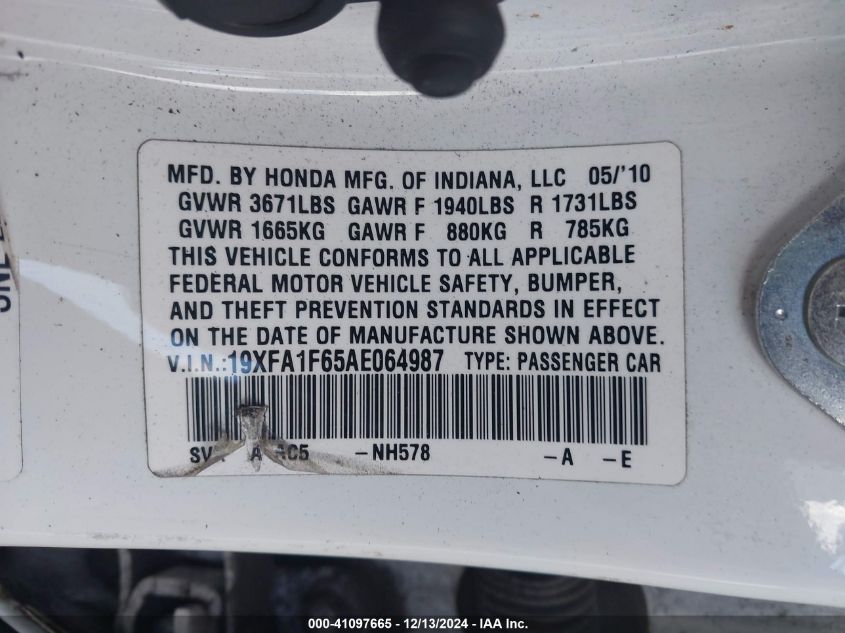 MFD. BY HONDA MFG. OF INDIANA, LLC 05/'10
GVWR 3671LBS GAWR F 1940LBS R 1731LBS
GVWR 1665KG GAWR F 880KG R 785KG
THIS VEHICLE CONFORMS TO ALL APPLICABLE
FEDERAL MOTOR VEHICLE SAFETY, BUMPER,
AND THEFT PREVENTION STANDARDS IN EFFECT
ON THE DATE OF MANUFACTURE SHOWN ABOVE.
V.I.N.:19XFA1F65AE064987 TYPE: PASSENGER CAR
-NH578 -A -E
000-41097665 - 12/13/2024 - IAA Inc.